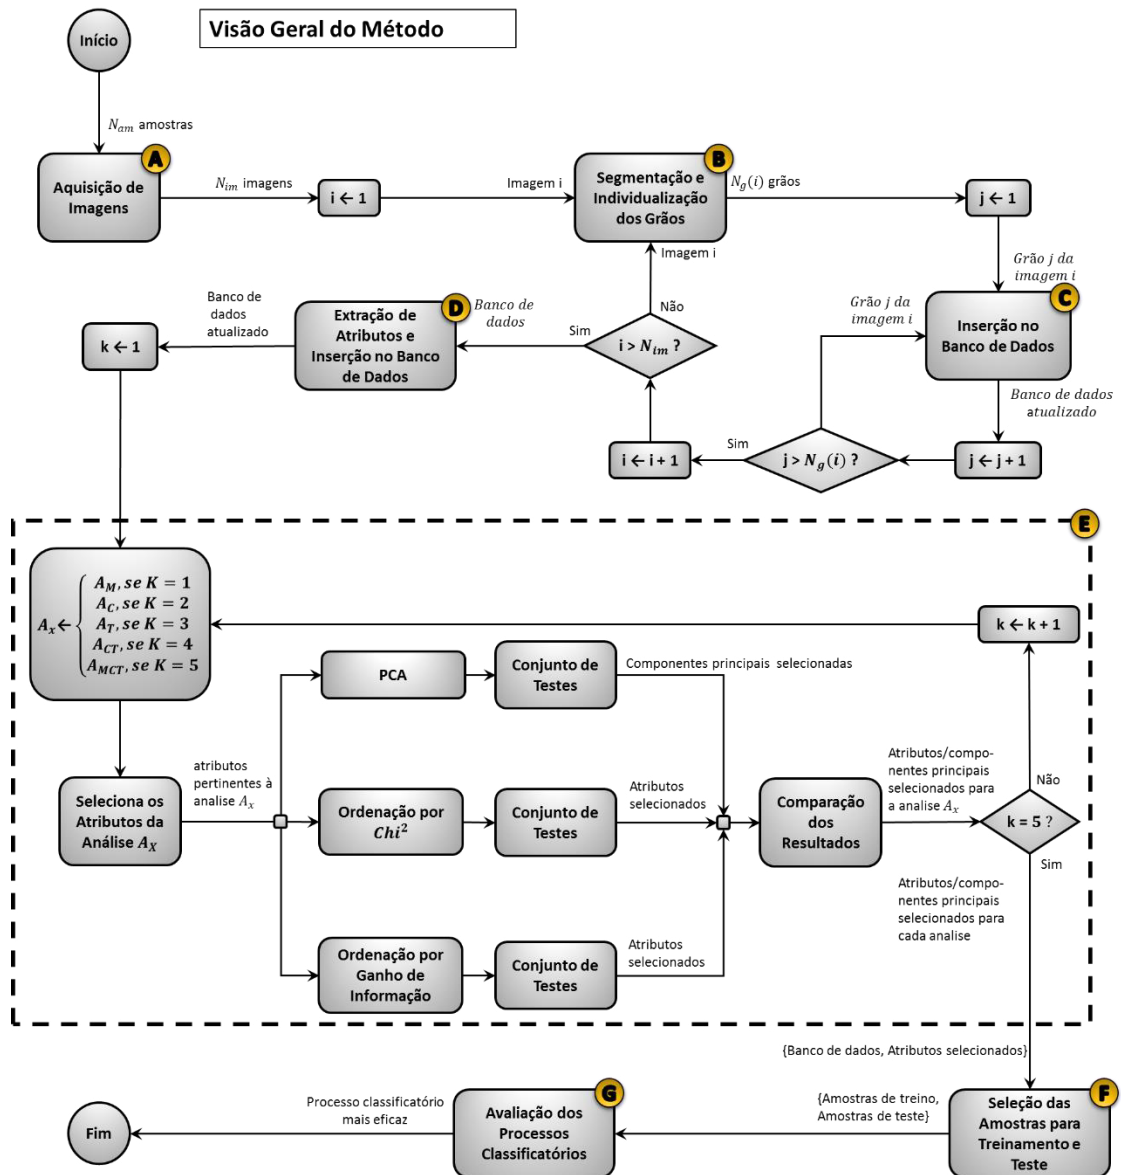 Visão Geral do Método
Início
N_am amostras
A
Aquisição de
Imagens
N_im imagens
i ← 1
Imagem i
B
Segmentação e
Individualização
dos Grãos
N_g(i) grãos
j ← 1
Grão j da
imagem i
C
Inserção no
Banco de Dados
Banco de dados
atualizado
j ← j + 1
j > N_g(i) ?
Grão j da
imagem i
Sim
i ← i + 1
i > N_im ?
Não
Imagem i
Sim
Banco de
dados
D
Extração de
Atributos e
Inserção no Banco
de Dados
Banco de
dados
atualizado
k ← 1
E
A_x ← {
A_M, se K = 1
A_C, se K = 2
A_T, se K = 3
A_CT, se K = 4
A_MCT, se K = 5
Seleciona os
Atributos da
Análise A_X
atributos
pertinentes à
analise A_x
PCA
Conjunto de
Testes
Componentes principais selecionadas
Ordenação por
Chi²
Conjunto de
Testes
Atributos
selecionados
Ordenação por
Ganho de
Informação
Conjunto de
Testes
Atributos
selecionados
Comparação
dos
Resultados
Atributos/compo-
nentes principais
selecionados para
a analise A_x
k = 5 ?
Não
k ← k + 1
Sim
Atributos/compo-
nentes principais
selecionados para
cada analise
{Banco de dados, Atributos selecionados}
F
Seleção das
Amostras para
Treinamento e
Teste
{Amostras de treino,
Amostras de teste}
G
Avaliação dos
Processos
Classificatórios
Processo classificatório
mais eficaz
Fim